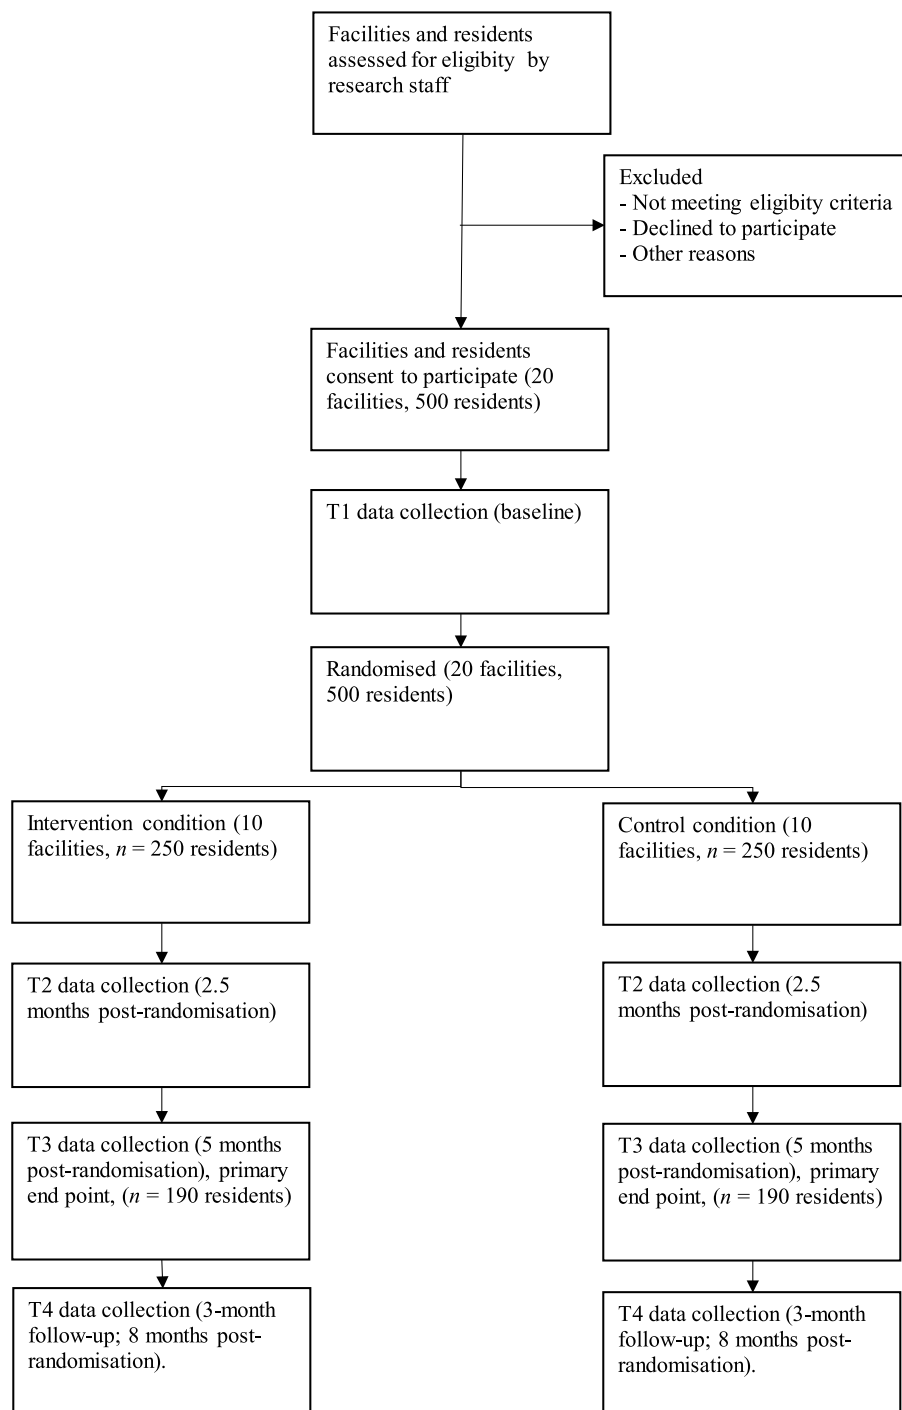 Facilities and residents
assessed for eligibity by
research staff
Excluded
- Not meeting eligibity criteria
- Declined to participate
- Other reasons
Facilities and residents
consent to participate (20
facilities, 500 residents)
T1 data collection (baseline)
Randomised (20 facilities,
500 residents)
Intervention condition (10
facilities, n = 250 residents)
Control condition (10
facilities, n = 250 residents)
T2 data collection (2.5
months post-randomisation)
T2 data collection (2.5
months post-randomisation)
T3 data collection (5 months
post-randomisation), primary
end point, (n = 190 residents)
T3 data collection (5 months
post-randomisation), primary
end point, (n = 190 residents)
T4 data collection (3-month
follow-up; 8 months post-
randomisation).
T4 data collection (3-month
follow-up; 8 months post-
randomisation).